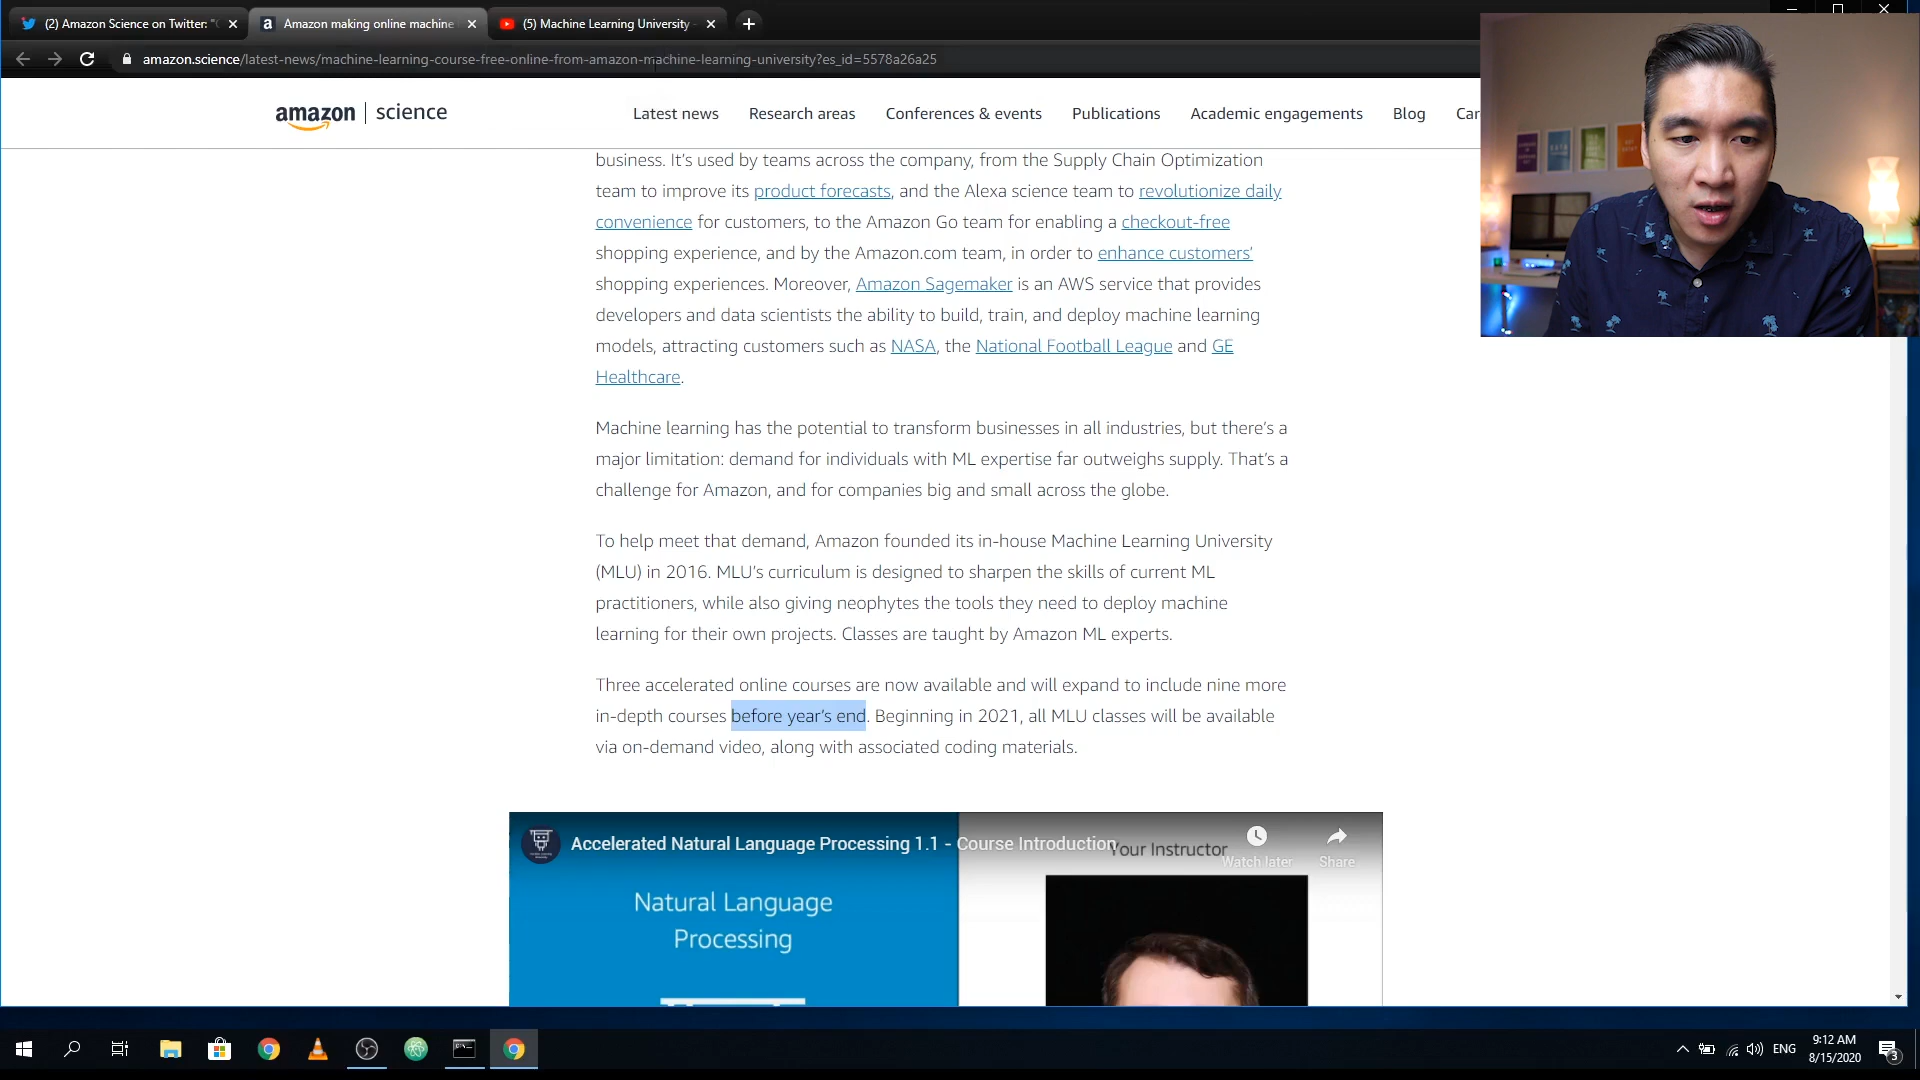 (2) Amazon Science on Twitter: "
Amazon making online machine
(5) Machine Learning University -
amazon.science/latest-news/machine-learning-course-free-online-from-amazon-machine-learning-university?es_id=5578a26a25
amazon | science
Latest news
Research areas
Conferences & events
Publications
Academic engagements
Blog
Car
business. It's used by teams across the company, from the Supply Chain Optimization
team to improve its product forecasts, and the Alexa science team to revolutionize daily
convenience for customers, to the Amazon Go team for enabling a checkout-free
shopping experience, and by the Amazon.com team, in order to enhance customers'
shopping experiences. Moreover, Amazon Sagemaker is an AWS service that provides
developers and data scientists the ability to build, train, and deploy machine learning
models, attracting customers such as NASA, the National Football League and GE
Healthcare.
Machine learning has the potential to transform businesses in all industries, but there's a
major limitation: demand for individuals with ML expertise far outweighs supply. That's a
challenge for Amazon, and for companies big and small across the globe.
To help meet that demand, Amazon founded its in-house Machine Learning University
(MLU) in 2016. MLU's curriculum is designed to sharpen the skills of current ML
practitioners, while also giving neophytes the tools they need to deploy machine
learning for their own projects. Classes are taught by Amazon ML experts.
Three accelerated online courses are now available and will expand to include nine more
in-depth courses before year's end. Beginning in 2021, all MLU classes will be available
via on-demand video, along with associated coding materials.
Accelerated Natural Language Processing 1.1 - Course Introduction
Your Instructor
Watch later
Share
Natural Language
Processing
ENG
9:12 AM
8/15/2020
3